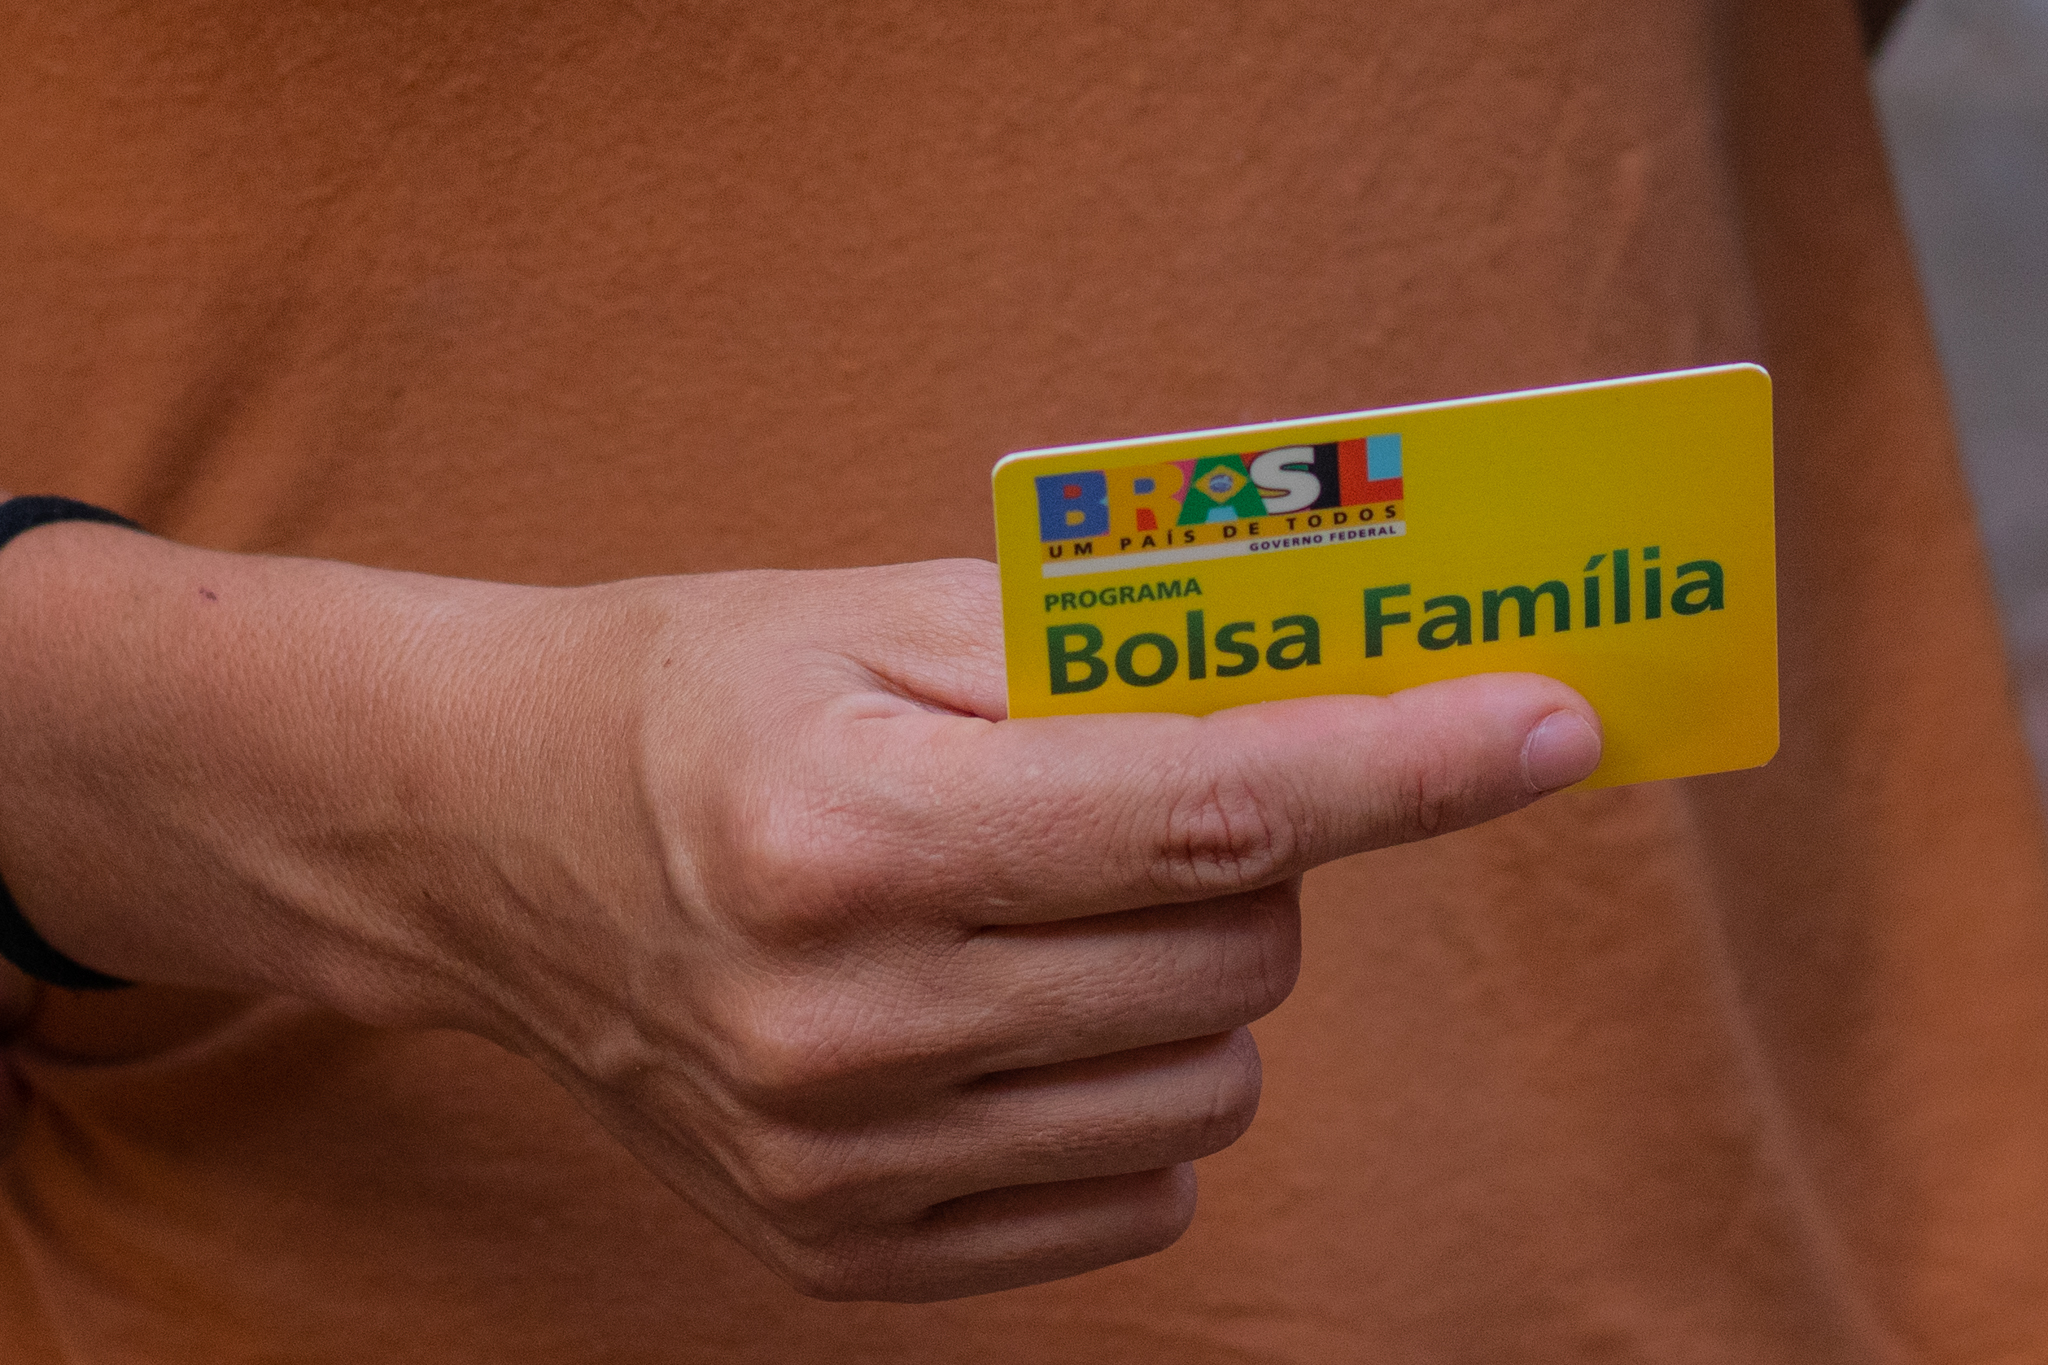 BRASIL
UM PAÍS DE TODOS
GOVERNO FEDERAL
PROGRAMA
Bolsa Família